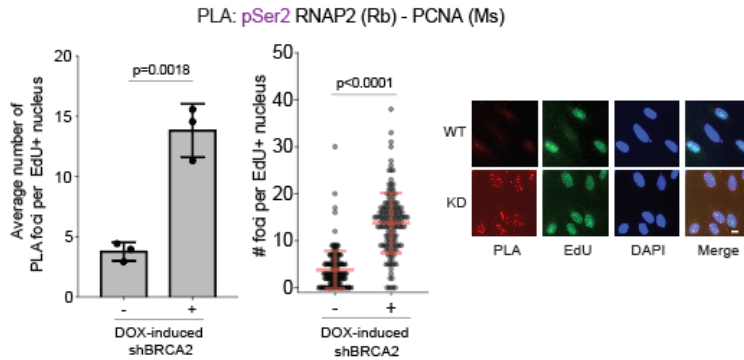 PLA: pSer2 RNAP2 (Rb) - PCNA (Ms)
Average number of
PLA foci per EdU+ nucleus
20
15
10
5
0
p=0.0018
- +
DOX-induced
shBRCA2
# foci per EdU+ nucleus
50
40
30
20
10
0
p<0.0001
- +
DOX-induced
shBRCA2
WT
KD
PLA EdU DAPI Merge